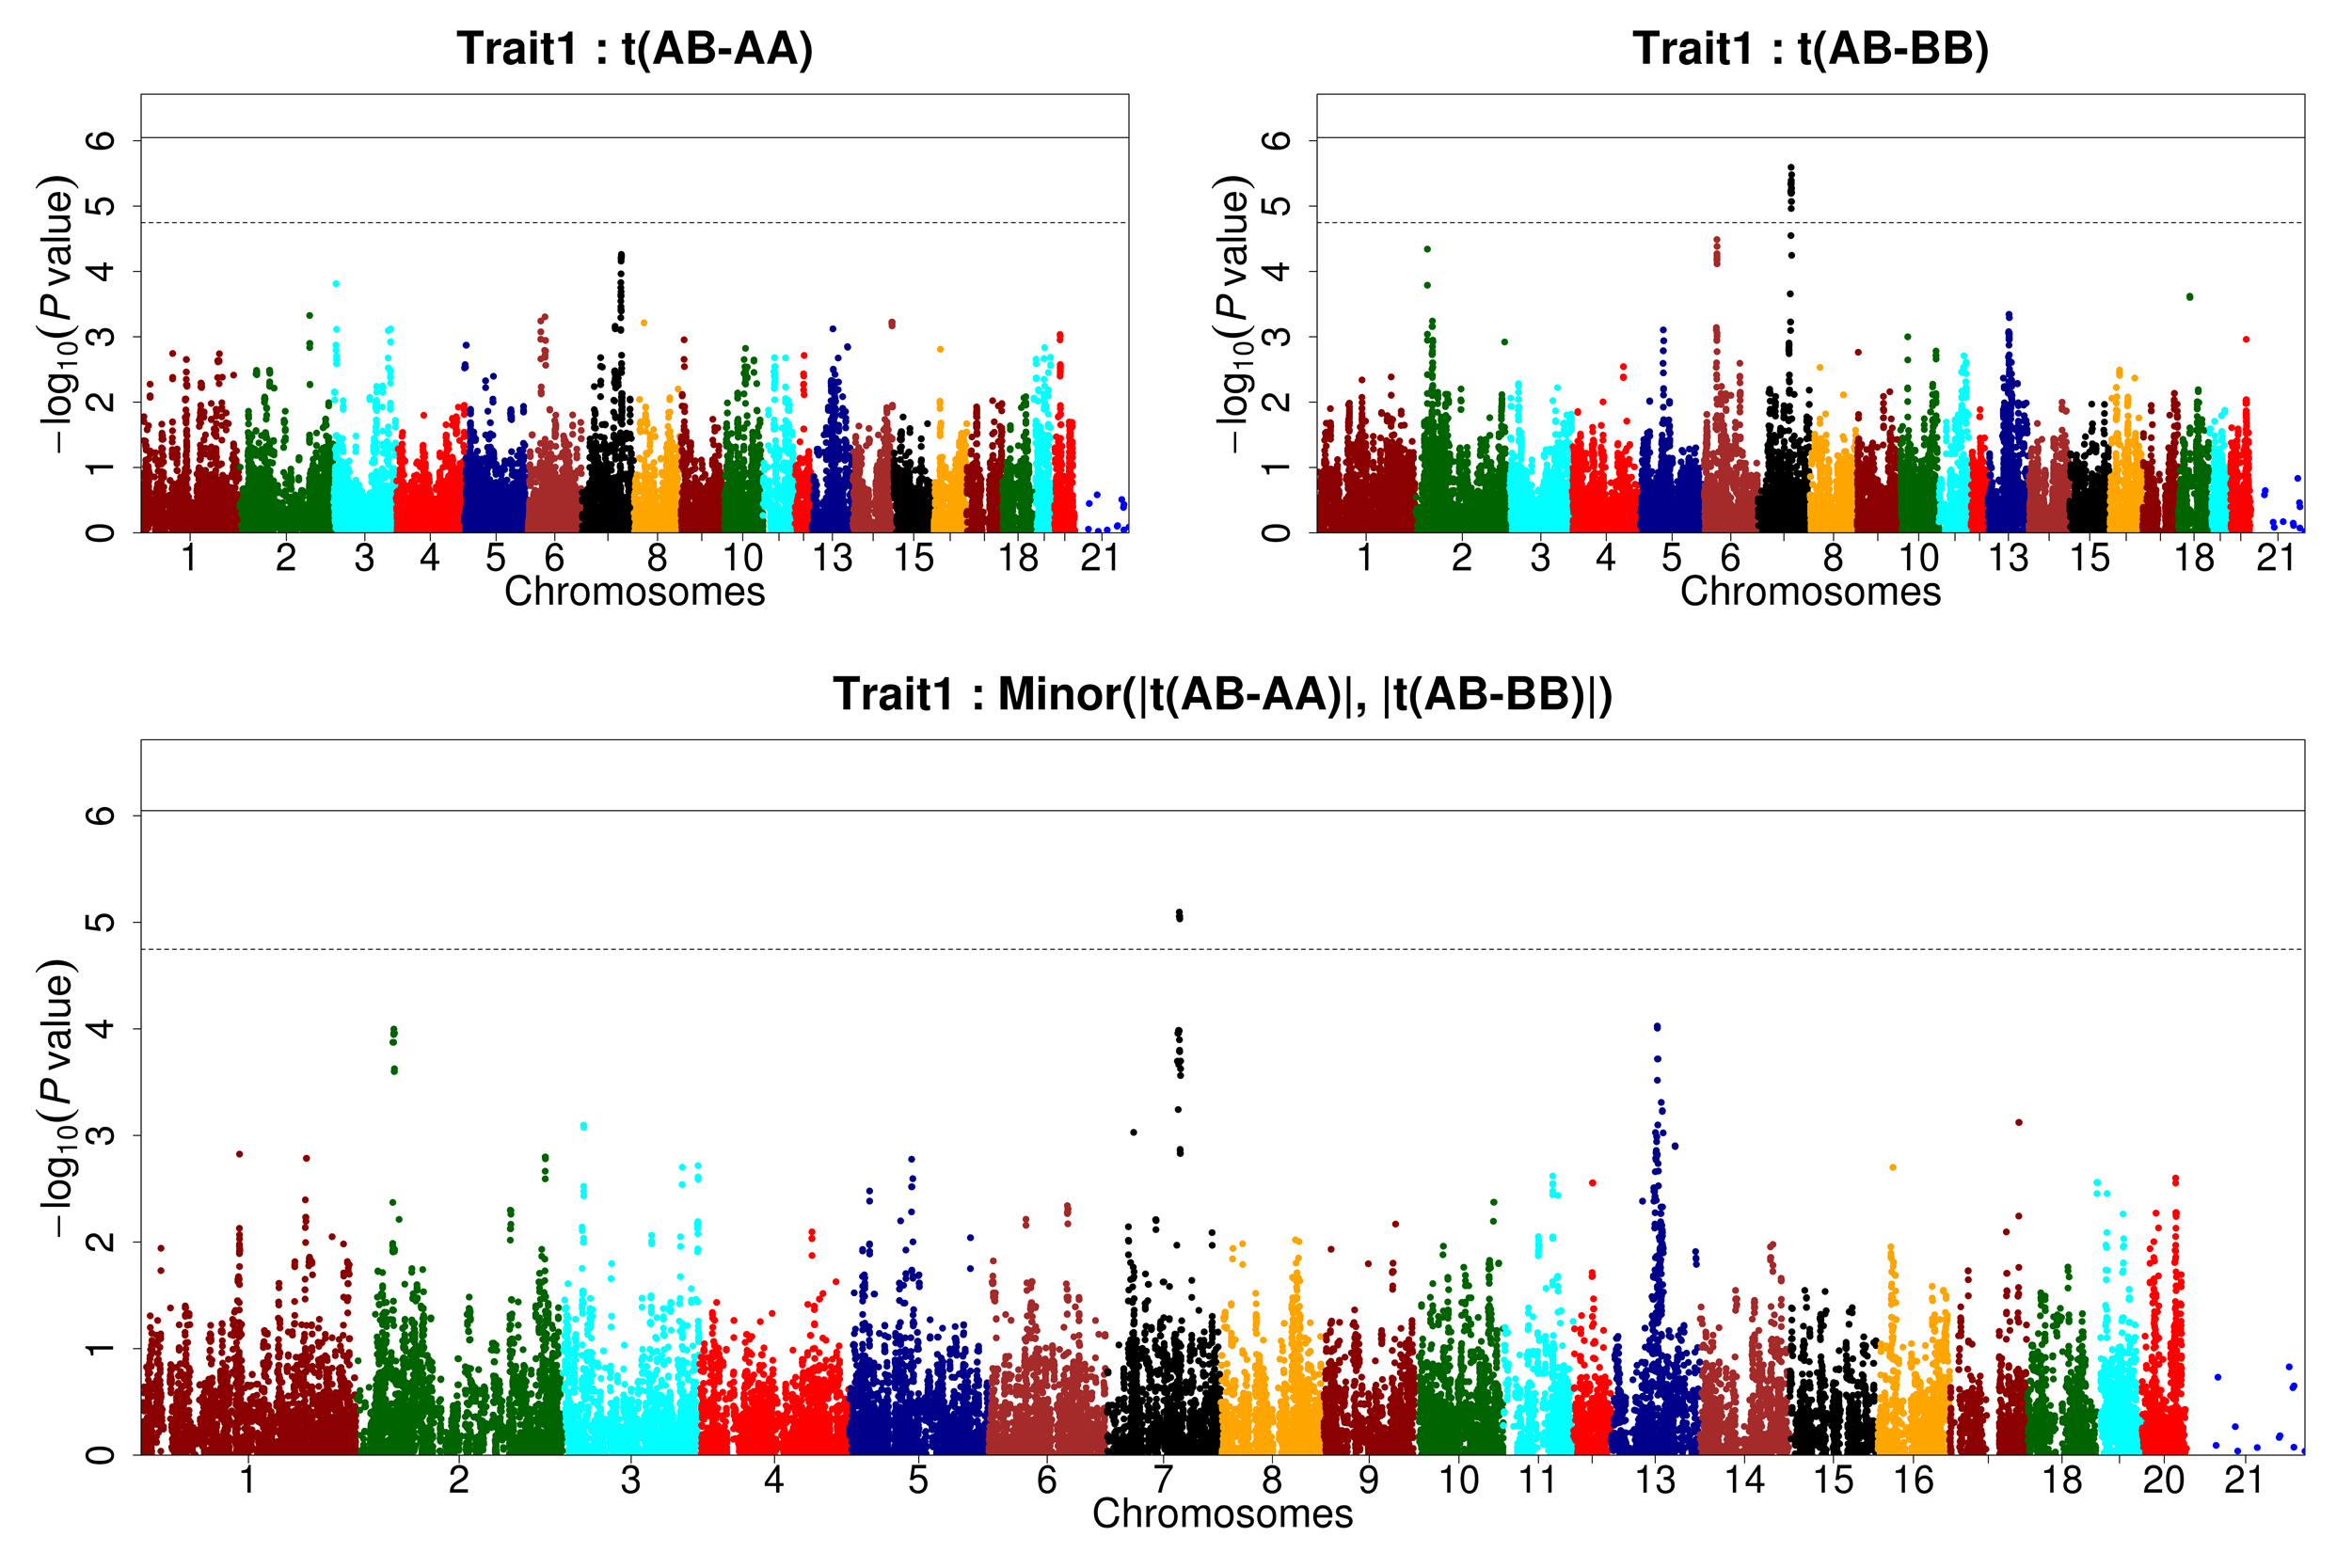 Trait1 : t(AB-AA)
−log10(P value)
6
5
4
3
2
1
0
1 2 3 4 5 6 8 10 13 15 18 21
Chromosomes
Trait1 : t(AB-BB)
−log10(P value)
6
5
4
3
2
1
0
1 2 3 4 5 6 8 10 13 15 18 21
Chromosomes
Trait1 : Minor(|t(AB-AA)|, |t(AB-BB)|)
−log10(P value)
6
5
4
3
2
1
0
1 2 3 4 5 6 7 8 9 10 11 13 14 15 16 18 20 21
Chromosomes